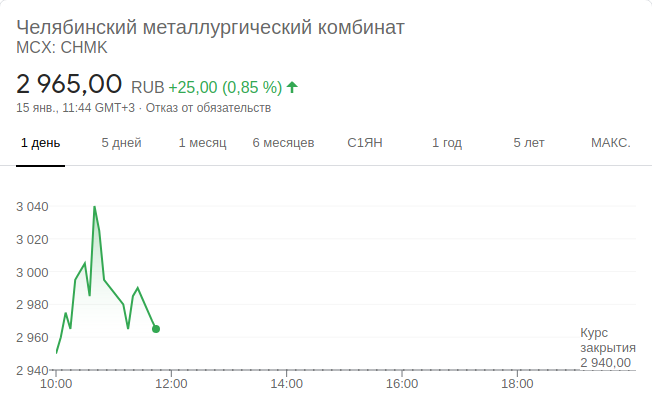 Челябинский металлургический комбинат
MCX: CHMK
2 965,00 RUB +25,00 (0,85 %)
15 янв., 11:44 GMT+3 · Отказ от обязательств
1 день 5 дней 1 месяц 6 месяцев С1ЯН 1 год 5 лет МАКС.
3 040
3 020
3 000
2 980
2 960
2 940
Курс
закрытия
2 940,00
10:00 12:00 14:00 16:00 18:00